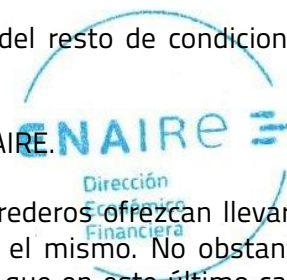 del resto de condicion
AIRE.
ENAIRE
Dirección
Económico
Financiera
rederos ofrezcan llevar
el mismo. No obstan
que en este último ca